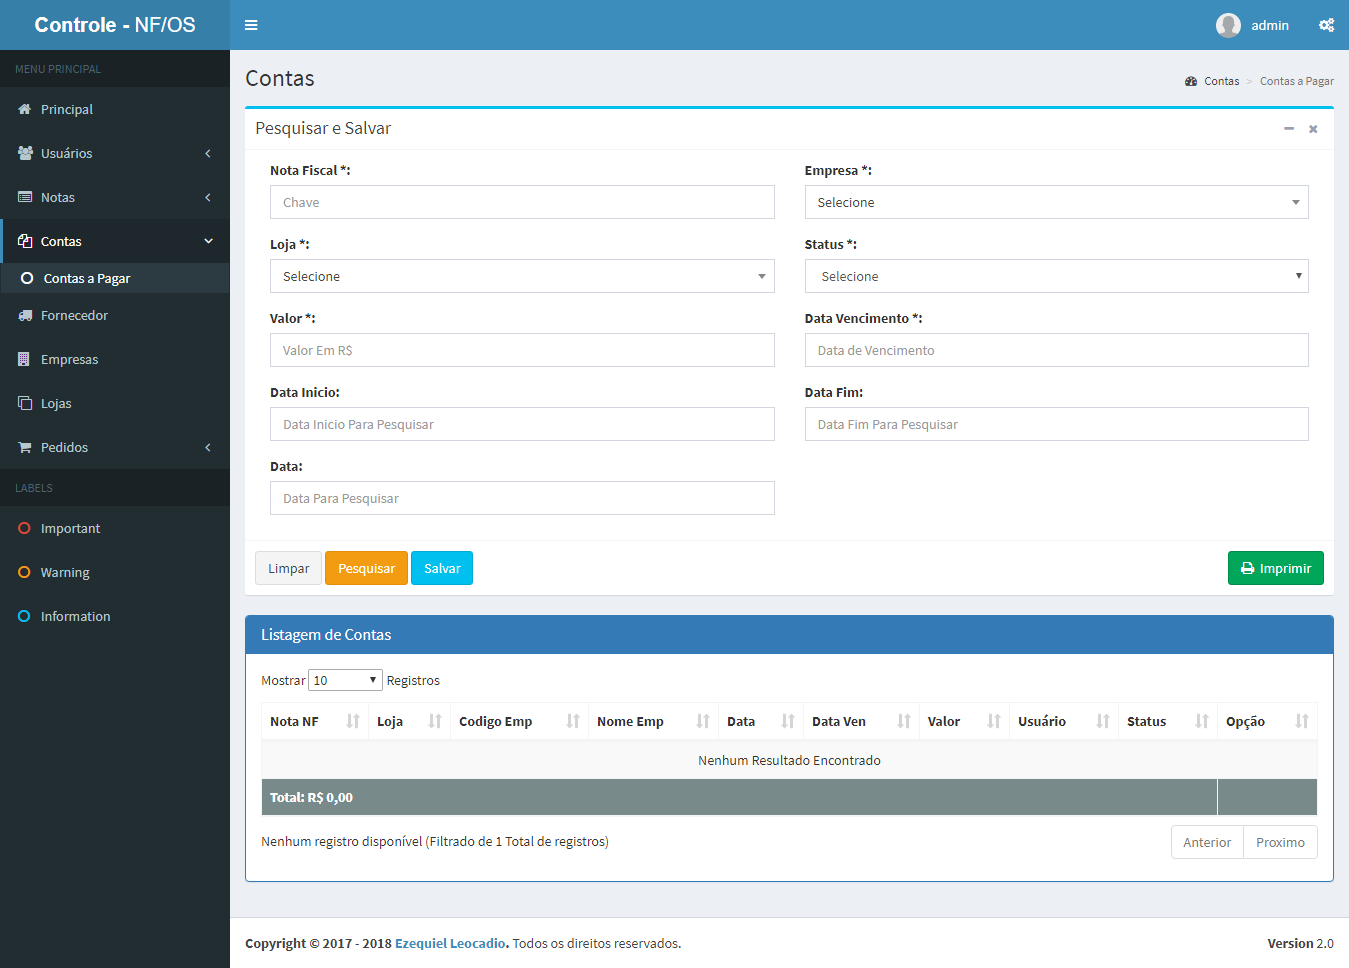 Controle - NF/OS
admin
MENU PRINCIPAL
Principal
Usuários
Notas
Contas
Contas a Pagar
Fornecedor
Empresas
Lojas
Pedidos
LABELS
Important
Warning
Information
Contas
Contas > Contas a Pagar
Pesquisar e Salvar
Nota Fiscal *:
Chave
Empresa *:
Selecione
Loja *:
Selecione
Status *:
Selecione
Valor *:
Valor Em R$
Data Vencimento *:
Data de Vencimento
Data Inicio:
Data Inicio Para Pesquisar
Data Fim:
Data Fim Para Pesquisar
Data:
Data Para Pesquisar
Limpar Pesquisar Salvar Imprimir
Listagem de Contas
Mostrar 10 Registros
Nota NF Loja Codigo Emp Nome Emp Data Data Ven Valor Usuário Status Opção
Nenhum Resultado Encontrado
Total: R$ 0,00
Nenhum registro disponível (Filtrado de 1 Total de registros)
Anterior Proximo
Copyright © 2017 - 2018 Ezequiel Leocadio. Todos os direitos reservados.
Version 2.0